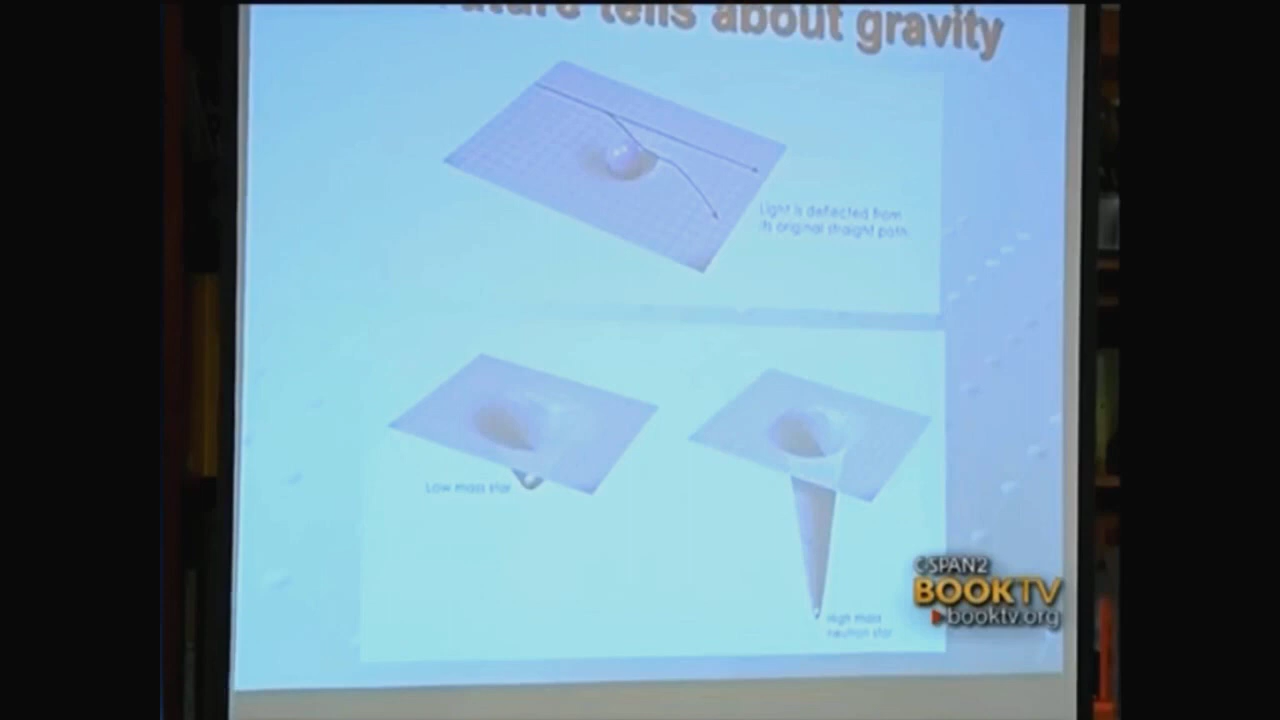 tells about gravity
Light is deflected from
its original straight path
Low mass star
High mass
neutron star
C-SPAN2
BOOKTV
booktv.org